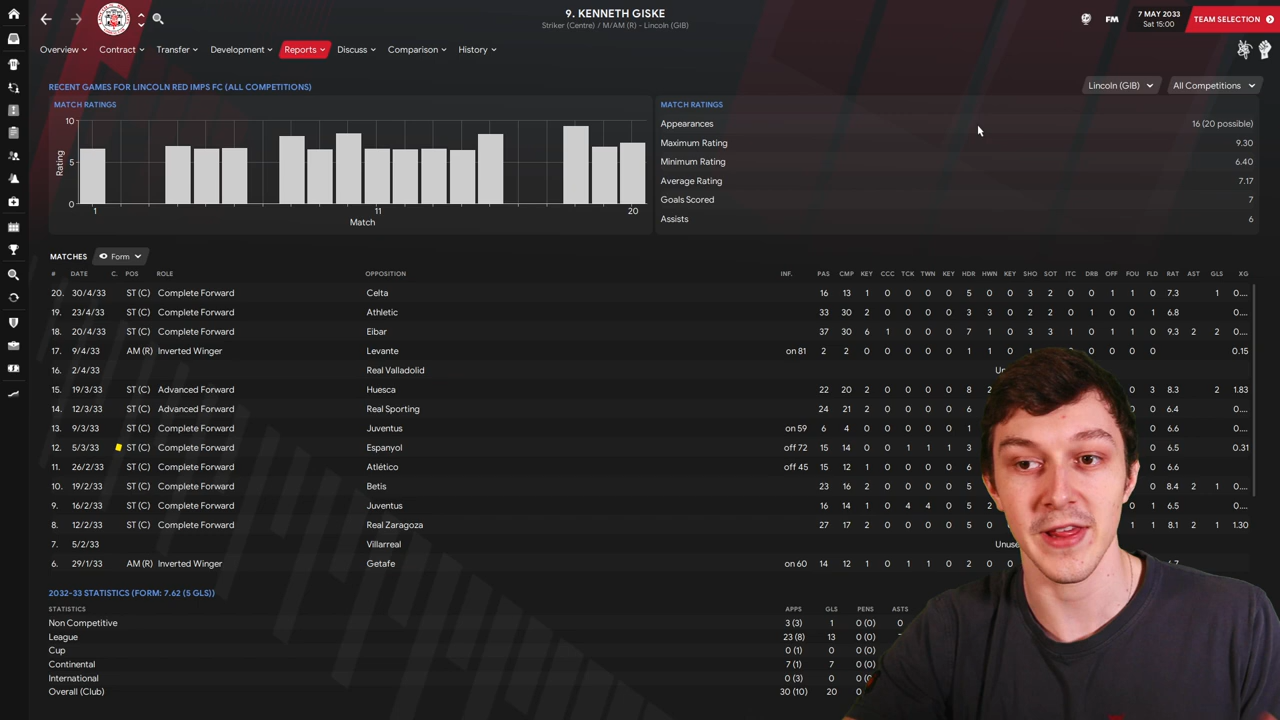 9. KENNETH GISKE
Striker (Centre) / M/AM (R) - Lincoln (GIB)
FM
7 MAY 2033
Sat 15:00
TEAM SELECTION
Overview Contract Transfer Development Reports Discuss Comparison History
RECENT GAMES FOR LINCOLN RED IMPS FC (ALL COMPETITIONS)
Lincoln (GIB) All Competitions
MATCH RATINGS
10
5
0
Rating
1 11 20
Match
MATCH RATINGS
Appearances 16 (20 possible)
Maximum Rating 9.30
Minimum Rating 6.40
Average Rating 7.17
Goals Scored 7
Assists 6
MATCHES Form
# DATE C. POS ROLE OPPOSITION INF. PAS CMP KEY CCC TCK TWN KEY HDR HWN KEY SHO SOT ITC DRB OFF FOU FLD RAT AST GLS XG
20. 30/4/33 ST (C) Complete Forward Celta 16 13 1 0 0 0 0 5 0 0 3 2 0 0 1 1 0 7.3 1 0....
19. 23/4/33 ST (C) Complete Forward Athletic 33 30 2 0 0 0 0 3 3 0 2 2 0 1 0 0 1 6.8 0....
18. 20/4/33 ST (C) Complete Forward Eibar 37 30 6 1 0 0 0 7 1 0 3 3 1 0 1 1 0 9.3 2 2 0....
17. 9/4/33 AM (R) Inverted Winger Levante on 81 2 2 0 0 0 0 0 1 1 0 1 0 0 0.15
16. 2/4/33 Real Valladolid Un
15. 19/3/33 ST (C) Advanced Forward Huesca 22 20 2 0 0 0 0 8 2 0 3 8.3 2 1.83
14. 12/3/33 ST (C) Advanced Forward Real Sporting 24 21 2 0 0 0 0 6 0 0 6.4 0....
13. 9/3/33 ST (C) Complete Forward Juventus on 59 6 4 0 0 0 0 0 1 0 0 6.6 0....
12. 5/3/33 ST (C) Complete Forward Espanyol off 72 15 14 0 0 1 1 1 3 0 2 6.5 0.31
11. 26/2/33 ST (C) Complete Forward Atlético off 45 15 12 1 0 0 0 0 6 0 0 6.6
10. 19/2/33 ST (C) Complete Forward Betis 23 16 2 0 0 0 0 5 0 0 8.4 2 1 0....
9. 16/2/33 ST (C) Complete Forward Juventus 16 14 1 0 4 4 0 5 2 1 0 6.5 0....
8. 12/2/33 ST (C) Complete Forward Real Zaragoza 27 17 2 0 0 0 0 5 0 1 1 8.1 2 1 1.30
7. 5/2/33 Villarreal Unuse
6. 29/1/33 AM (R) Inverted Winger Getafe on 60 14 12 1 0 1 1 0 2 0 0
2032-33 STATISTICS (FORM: 7.62 (5 GLS))
STATISTICS APPS GLS PENS ASTS
Non Competitive 3 (3) 1 0 (0) 0
League 23 (8) 13 0 (0)
Cup 0 (1) 0 0 (0)
Continental 7 (1) 7 0 (0)
International 0 (3) 0 0 (0)
Overall (Club) 30 (10) 20 0